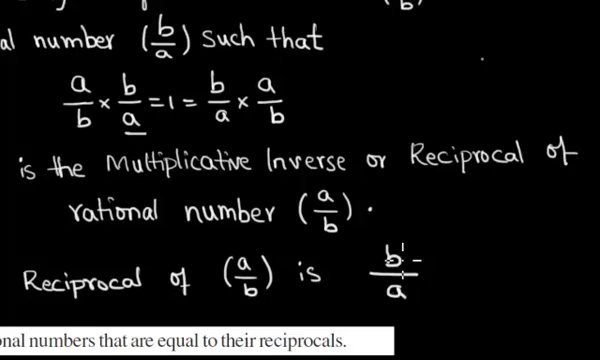 al number (b/a) such that
a/b × b/a = 1 = b/a × a/b
is the Multiplicative Inverse or Reciprocal of
rational number (a/b).
Reciprocal of (a/b) is b/a
onal numbers that are equal to their reciprocals.